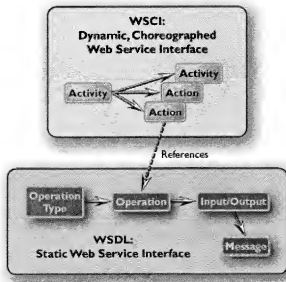 WSCI:
Dynamic, Choreographed
Web Service Interface
Activity
Activity
Action
Action
References
Operation
Type
Operation
Input/Output
Message
WSDL:
Static Web Service Interface